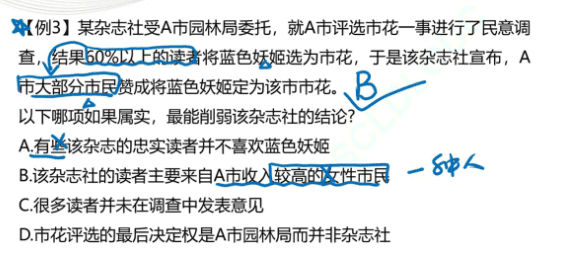 【例3】某杂志社受A市园林局委托，就A市评选市花一事进行了民意调
查，结果60%以上的读者将蓝色妖姬选为市花，于是该杂志社宣布，A
市大部分市民赞成将蓝色妖姬定为该市市花。
B
以下哪项如果属实，最能削弱该杂志社的结论？
A.有些该杂志的忠实读者并不喜欢蓝色妖姬
B.该杂志社的读者主要来自A市收入较高的女性市民 一种人
C.很多读者并未在调查中发表意见
D.市花评选的最后决定权是A市园林局而并非杂志社